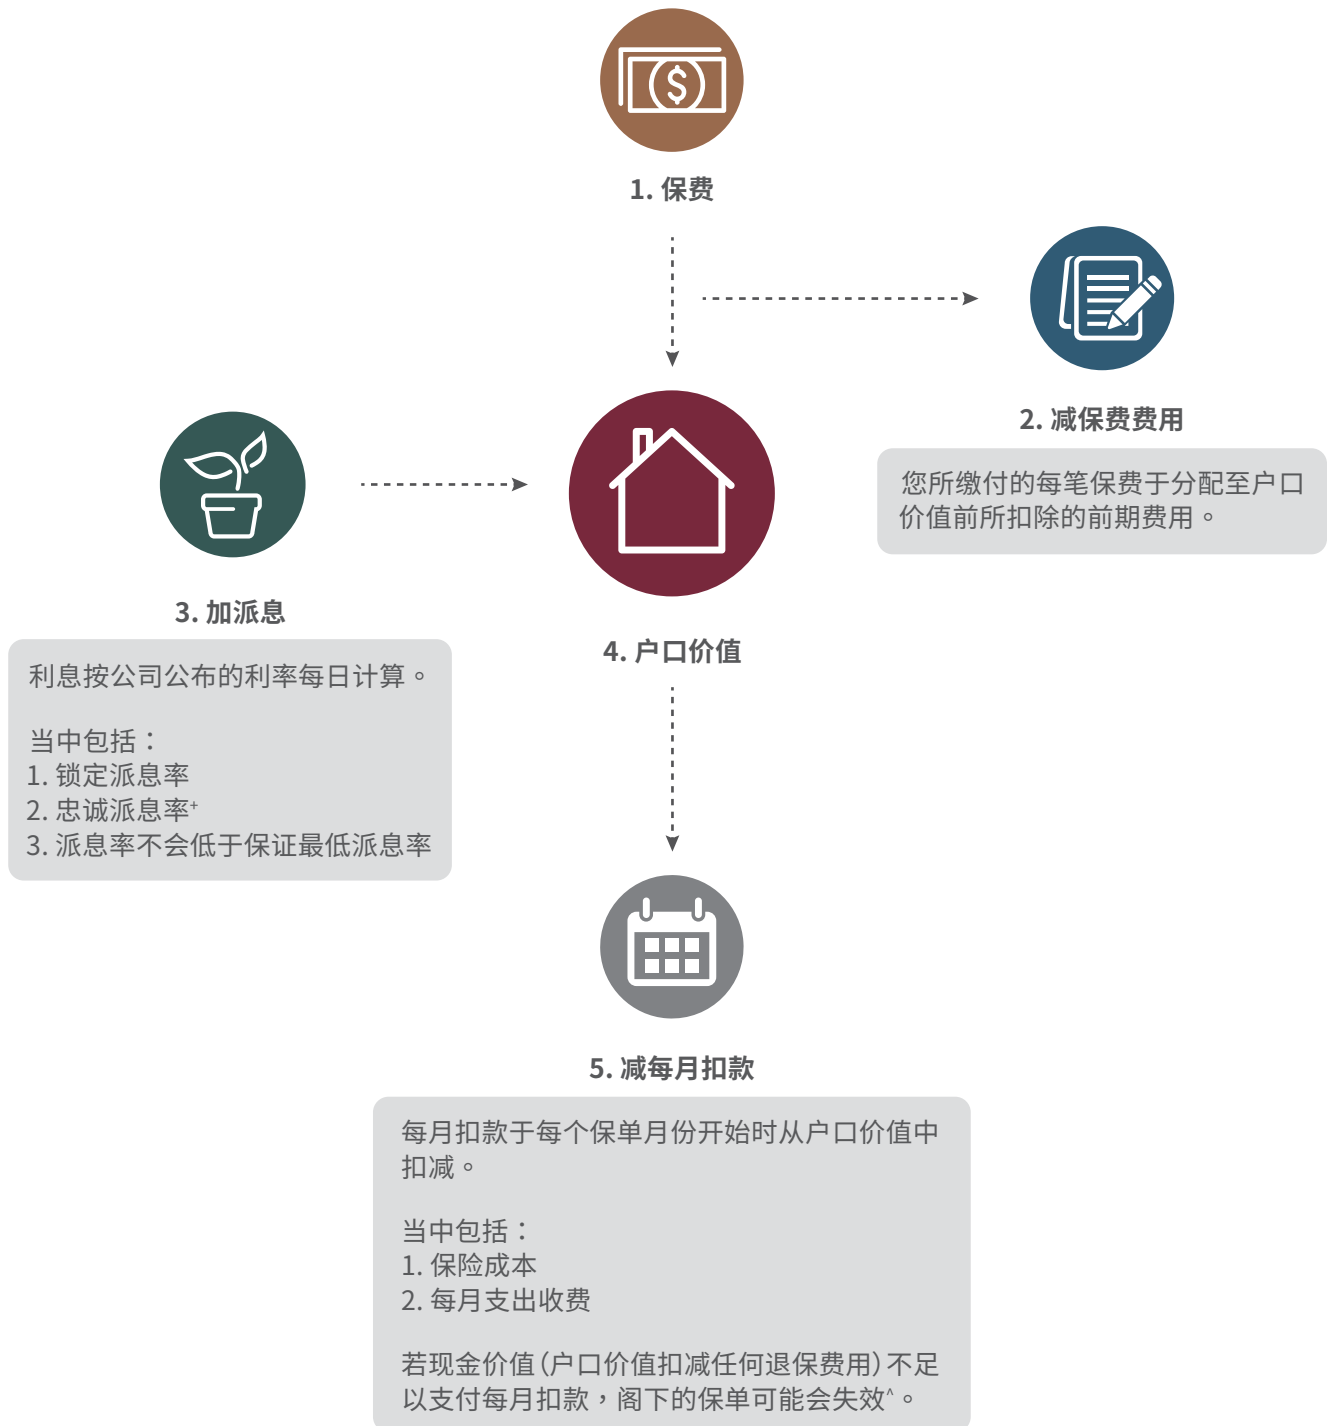 $
1. 保费
2. 减保费费用
您所缴付的每笔保费于分配至户口
价值前所扣除的前期费用。
3. 加派息
利息按公司公布的利率每日计算。
当中包括：
1. 锁定派息率
2. 忠诚派息率⁺
3. 派息率不会低于保证最低派息率
4. 户口价值
5. 减每月扣款
每月扣款于每个保单月份开始时从户口价值中
扣减。
当中包括：
1. 保险成本
2. 每月支出收费
若现金价值（户口价值扣减任何退保费用）不足
以支付每月扣款，阁下的保单可能会失效^。